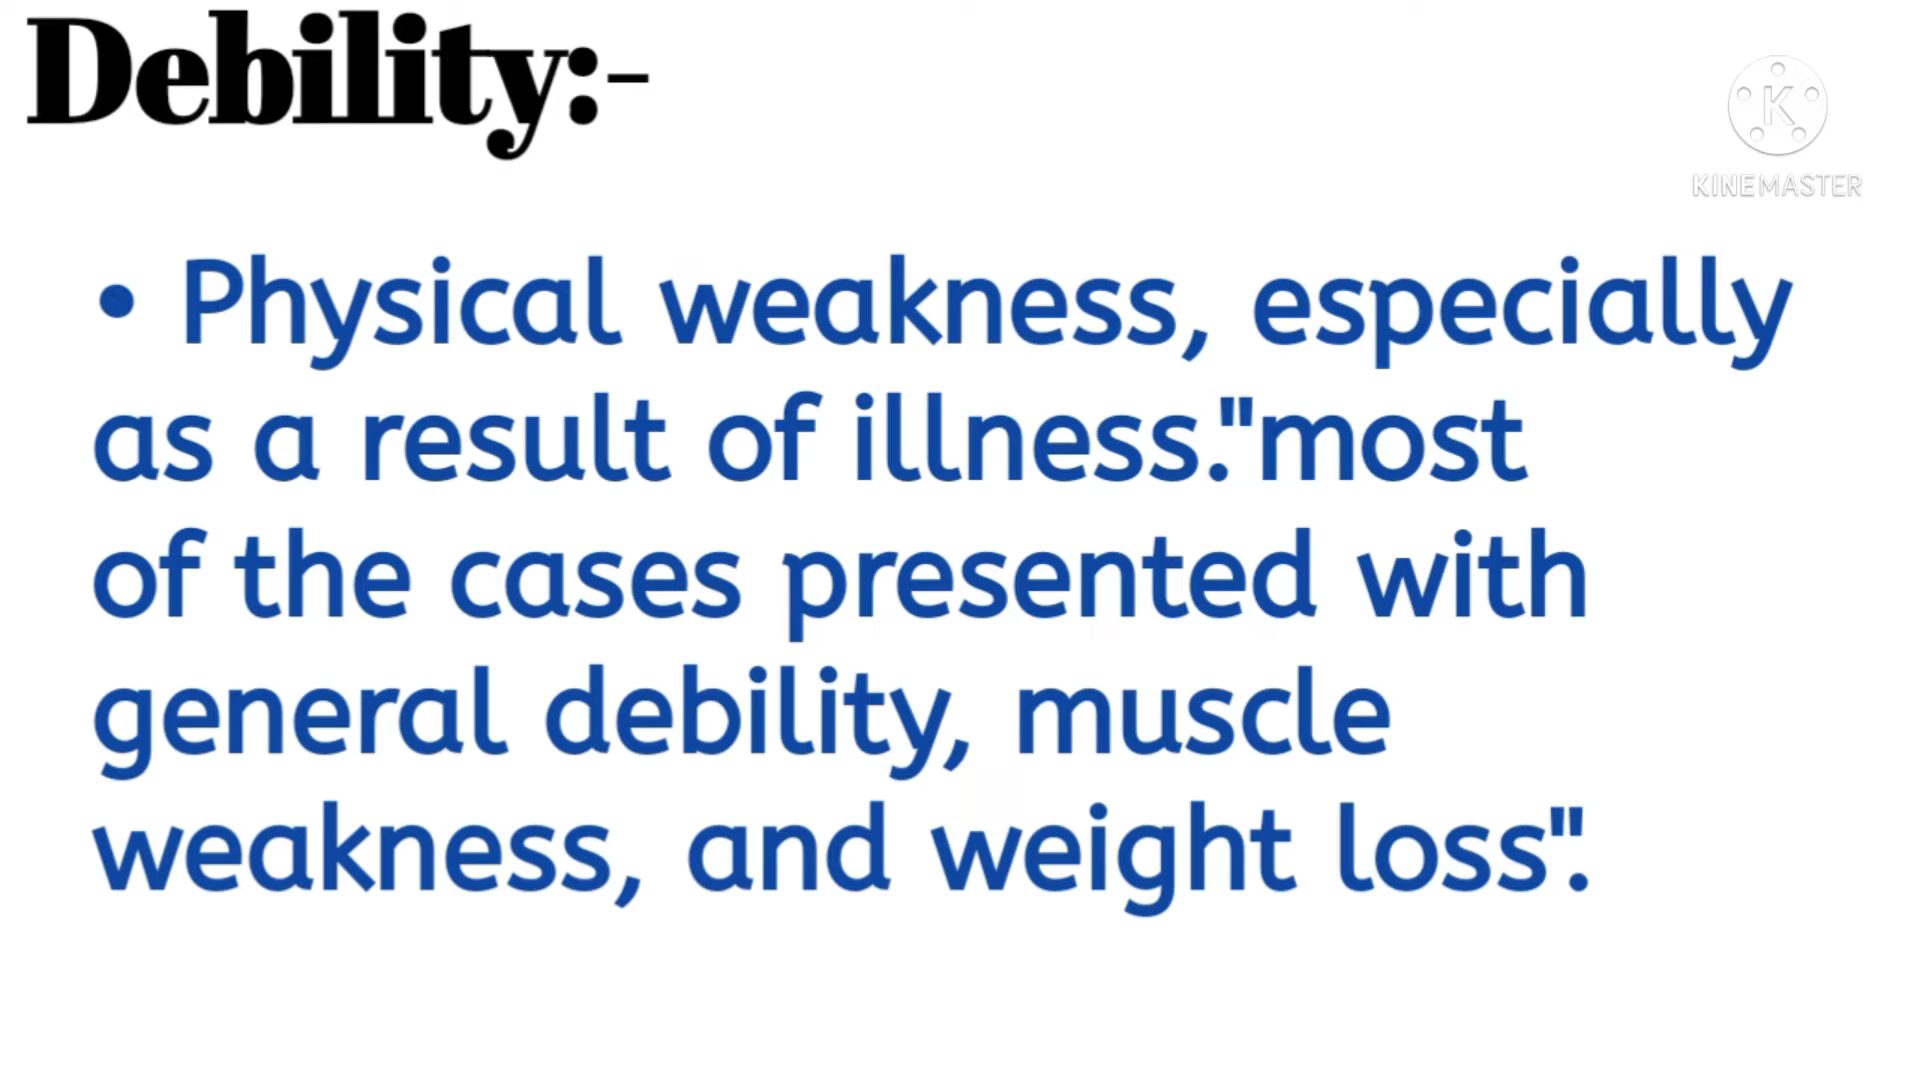 Debility:-
K
KINEMASTER
• Physical weakness, especially
as a result of illness."most
of the cases presented with
general debility, muscle
weakness, and weight loss".